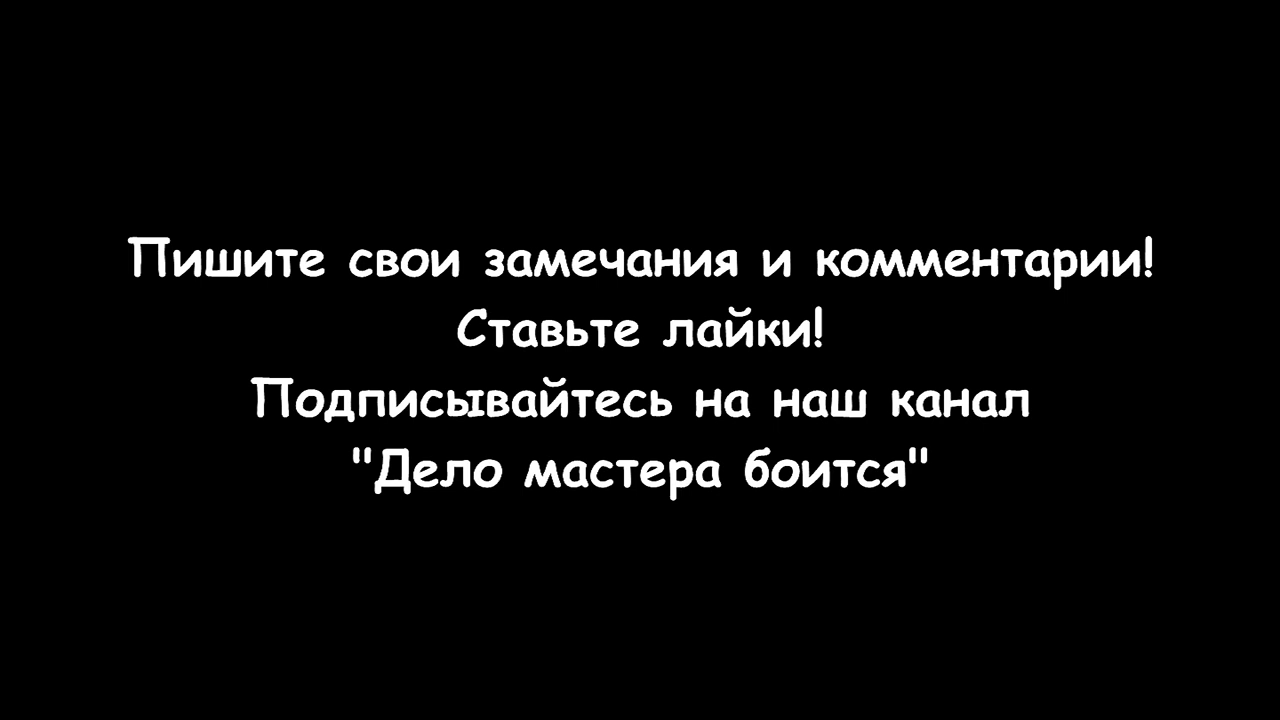 Пишите свои замечания и комментарии!
Ставьте лайки!
Подписывайтесь на наш канал
"Дело мастера боится"